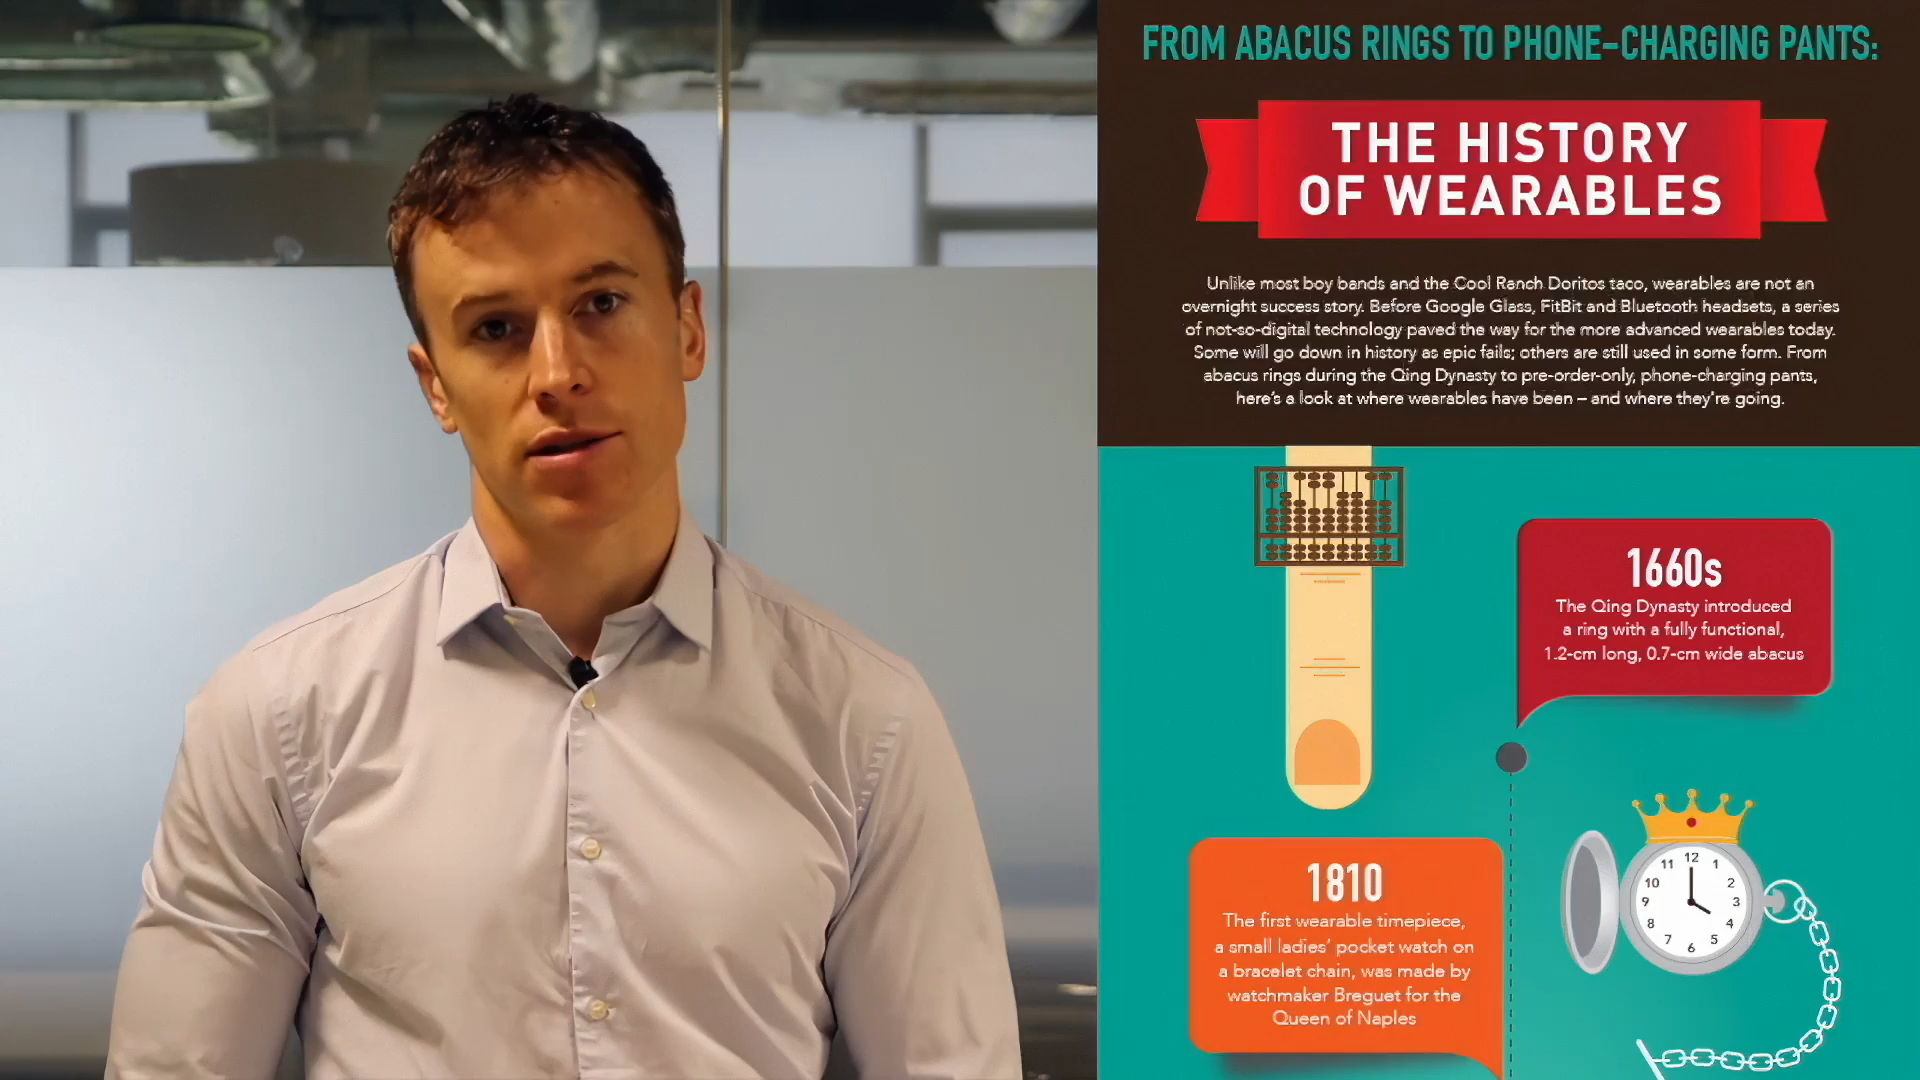 FROM ABACUS RINGS TO PHONE-CHARGING PANTS:
THE HISTORY
OF WEARABLES
Unlike most boy bands and the Cool Ranch Doritos taco, wearables are not an
overnight success story. Before Google Glass, FitBit and Bluetooth headsets, a series
of not-so-digital technology paved the way for the more advanced wearables today.
Some will go down in history as epic fails; others are still used in some form. From
abacus rings during the Qing Dynasty to pre-order-only, phone-charging pants,
here's a look at where wearables have been – and where they're going.
1660s
The Qing Dynasty introduced
a ring with a fully functional,
1.2-cm long, 0.7-cm wide abacus
1810
The first wearable timepiece,
a small ladies' pocket watch on
a bracelet chain, was made by
watchmaker Breguet for the
Queen of Naples
12
1
2
3
4
5
6
7
8
9
10
11